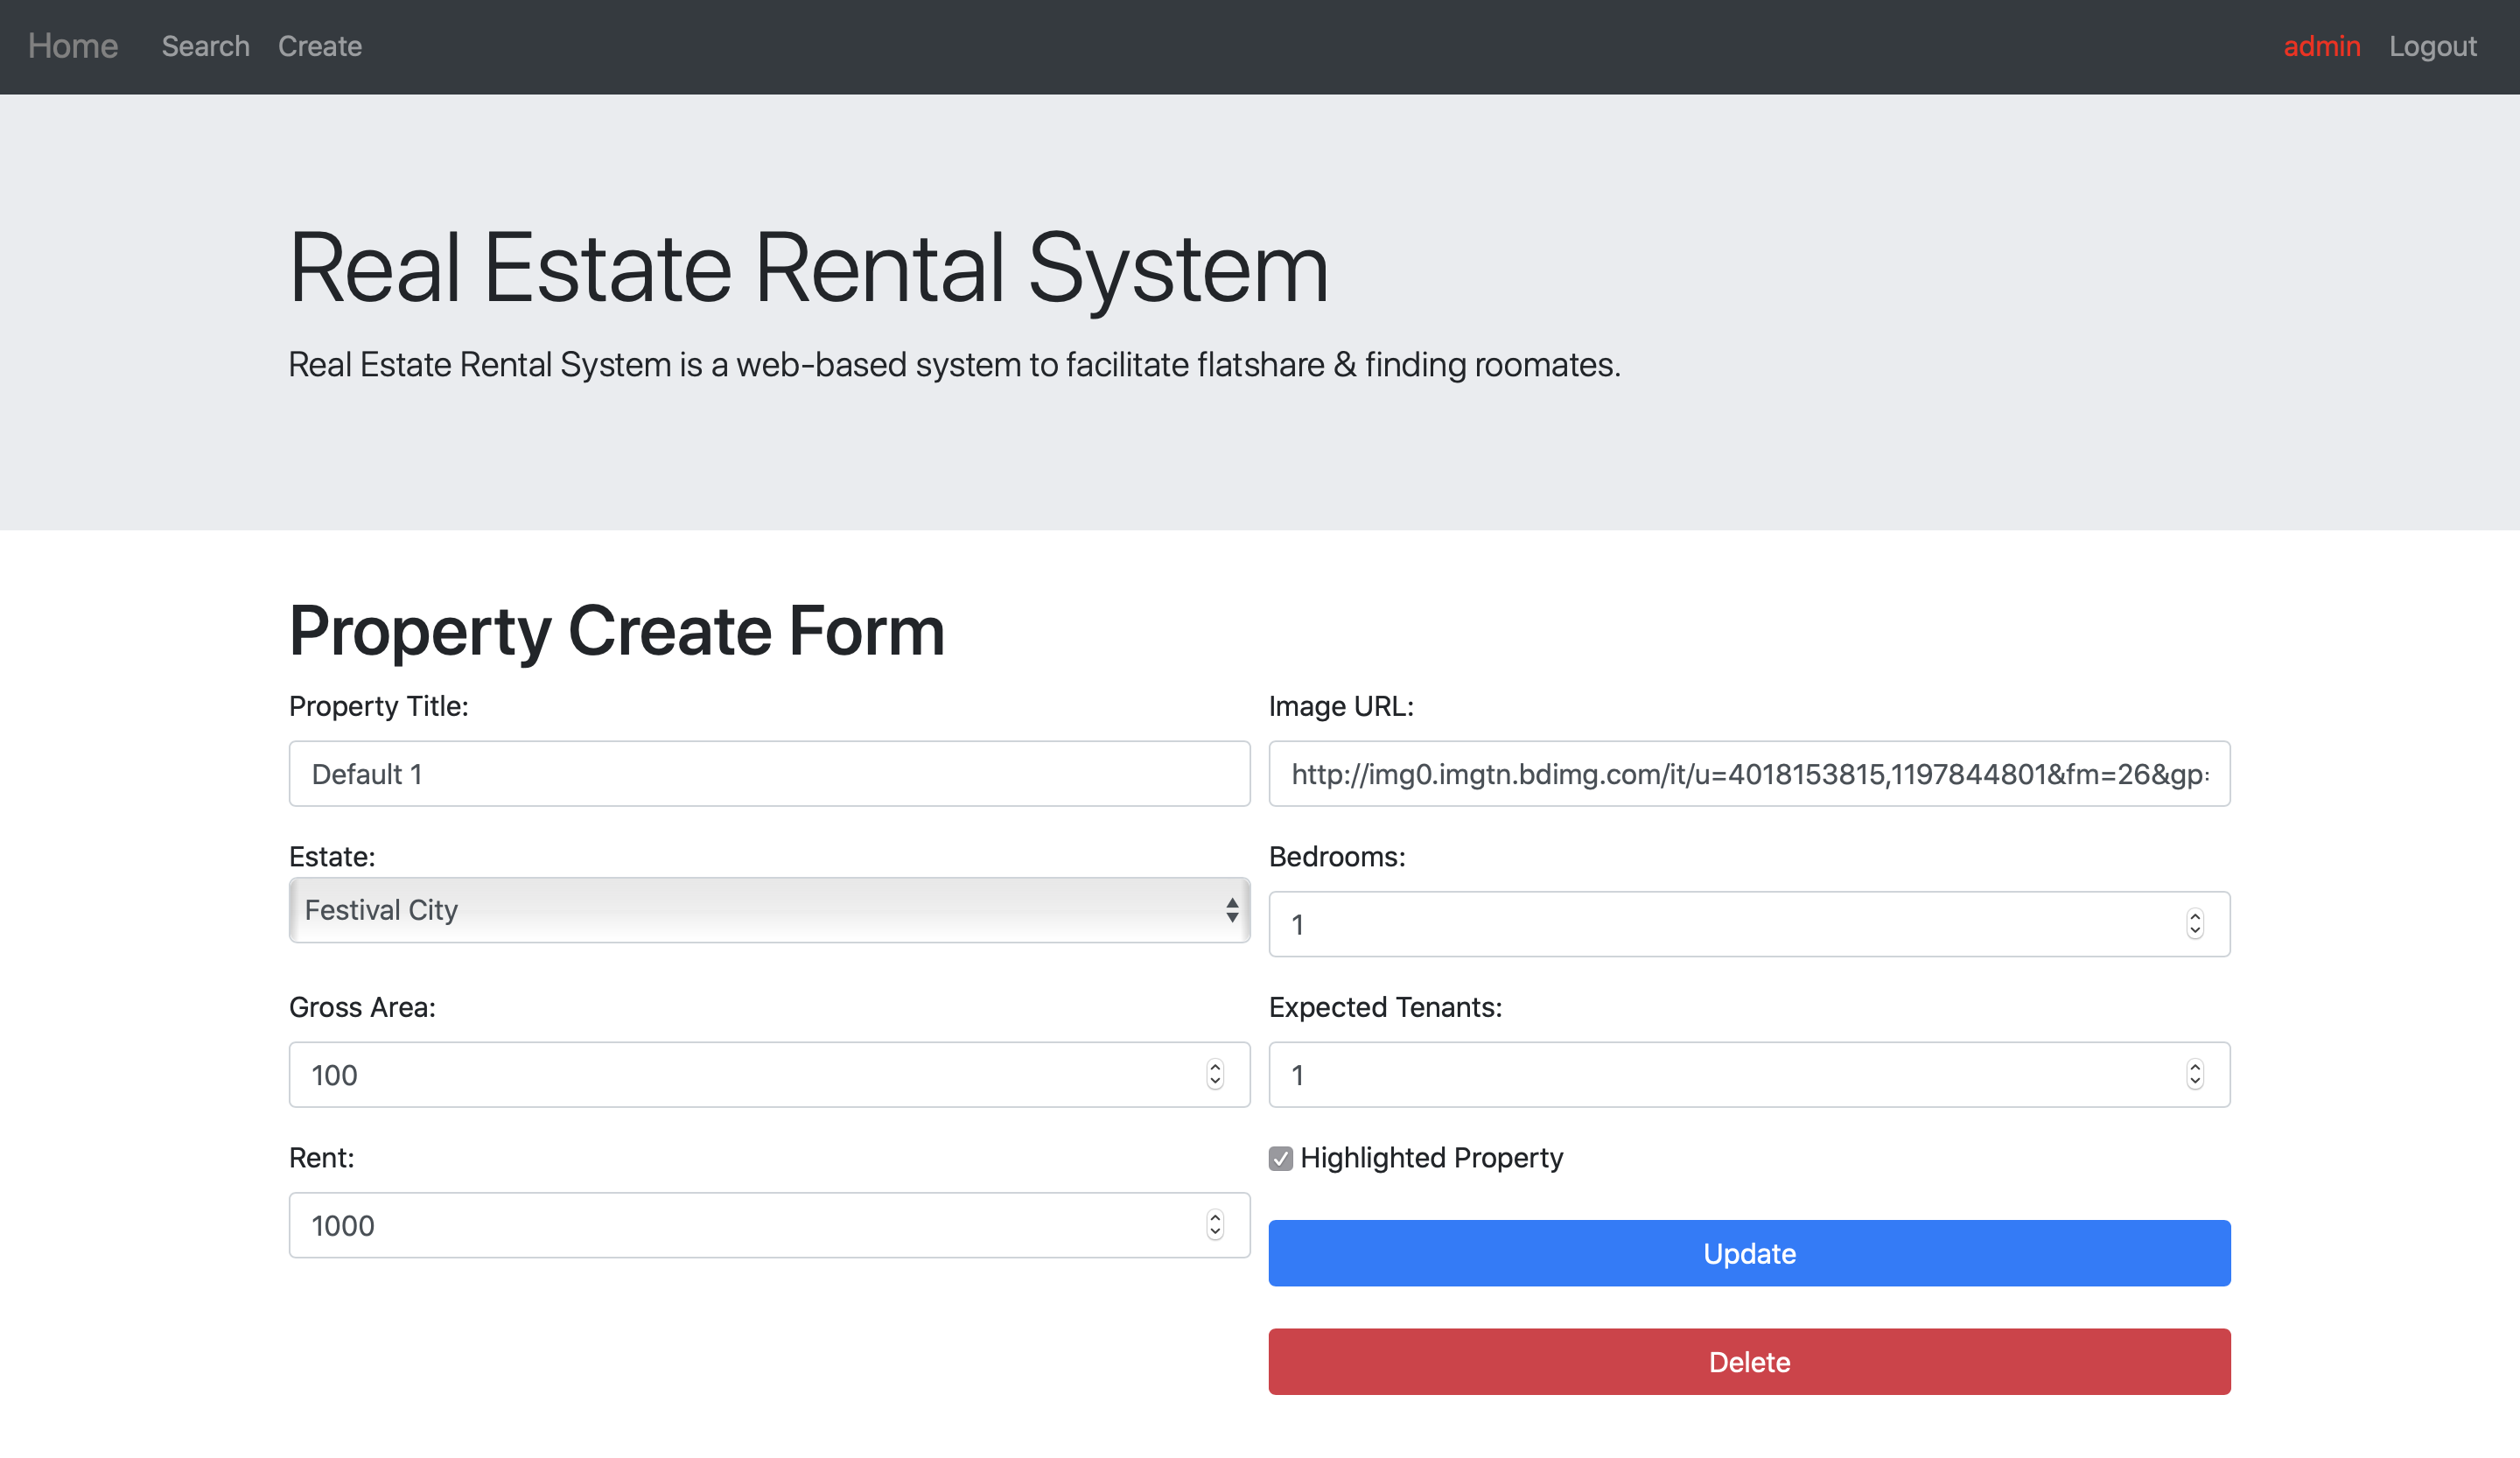 Home Search Create admin Logout
Real Estate Rental System
Real Estate Rental System is a web-based system to facilitate flatshare & finding roomates.
Property Create Form
Property Title: Image URL:
Default 1 http://img0.imgtn.bdimg.com/it/u=4018153815,1197844801&fm=26&gp=
Estate: Bedrooms:
Festival City 1
Gross Area: Expected Tenants:
100 1
Rent: Highlighted Property
1000
Update
Delete